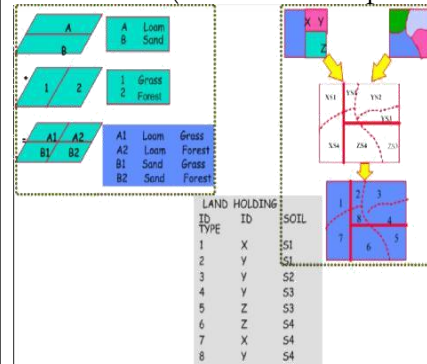 A
B
A Loam
B Sand
1 2
1 Grass
2 Forest
A1 A2
B1 B2
A1 Loam Grass
A2 Loam Forest
B1 Sand Grass
B2 Sand Forest
X Y
Z
XS1 YS2
YS3
XS4 ZS4 ZS3
1 2 3
8 4
7 6 5
LAND HOLDING
ID ID SOIL
TYPE
1 X S1
2 Y S1
3 Y S2
4 Y S3
5 Z S3
6 Z S4
7 X S4
8 Y S4